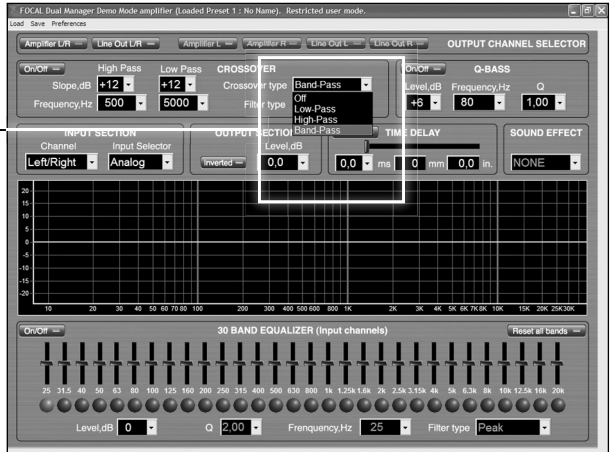 FOCAL Dual Manager Demo Mode amplifier (Loaded Preset 1 : No Name). Restricted user mode.
Load Save Preferences
Amplifier L/R Line Out L/R Amplifier L Amplifier R Line Out L Line Out R OUTPUT CHANNEL SELECTOR
On/Off High Pass Low Pass CROSSOVER On/Off Q-BASS
Slope,dB +12 +12 Crossover type Band-Pass Level,dB Frequency,Hz Q
Frequency,Hz 500 5000 Filter type +6 80 1,00
Off
Low-Pass
High-Pass
Band-Pass
INPUT SECTION OUTPUT SECTION TIME DELAY SOUND EFFECT
Channel Input Selector Level,dB
Left/Right Analog Inverted 0,0 0,0 ms 0 mm 0,0 in. NONE
20
15
10
5
0
-5
-10
-15
-20
10 20 30 40 50 60 70 80 100 200 300 400 500 600 800 1K 2K 3K 4K 5K 6K 7K 8K 10K 15K 20K 25K 30K
On/Off 30 BAND EQUALIZER (Input channels) Reset all bands
25 31.5 40 50 63 80 100 125 160 200 250 315 400 500 630 800 1k 1.25k 1.6k 2k 2.5k 3.15k 4k 5k 6.3k 8k 10k 12.5k 16k 20k
Level,dB 0 Q 2,00 Frenquency,Hz 25 Filter type Peak